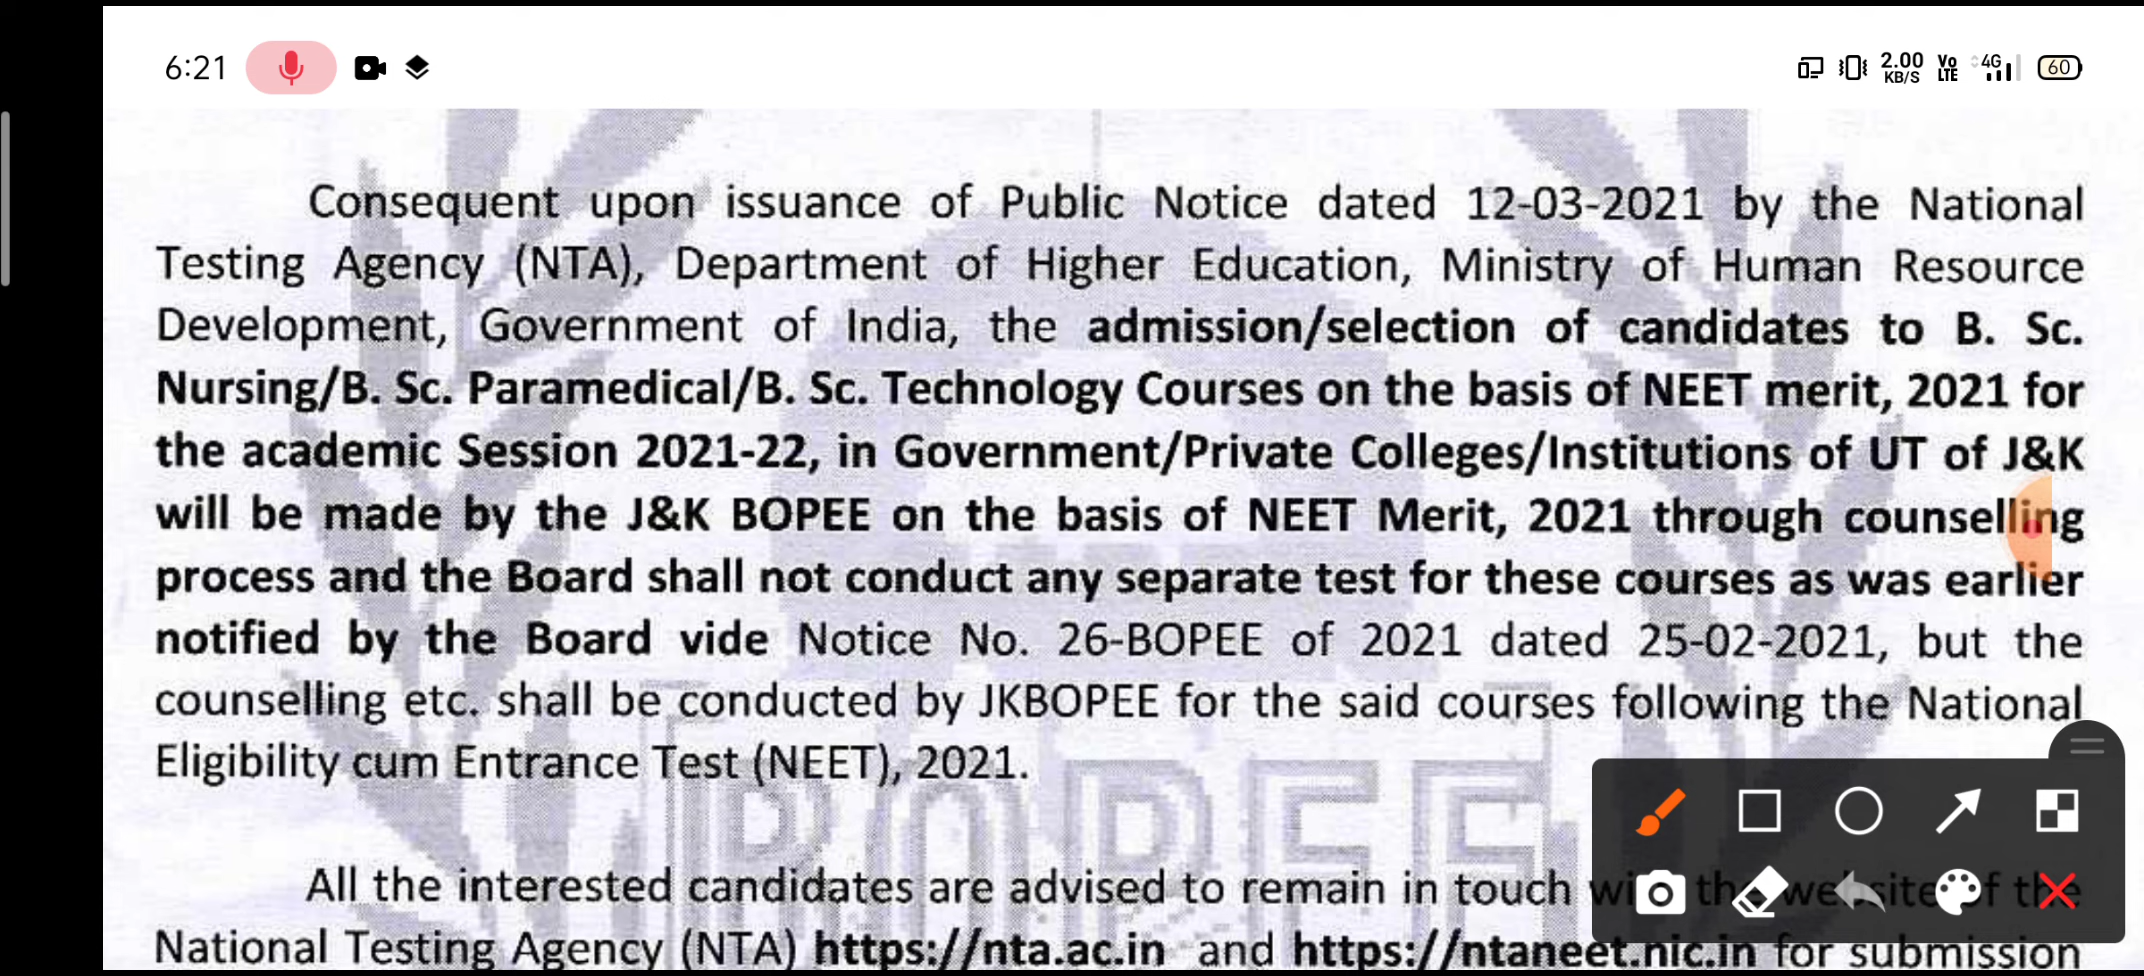 6:21 2.00 KB/S Vo LTE 4G 60
Consequent upon issuance of Public Notice dated 12-03-2021 by the National
Testing Agency (NTA), Department of Higher Education, Ministry of Human Resource
Development, Government of India, the admission/selection of candidates to B. Sc.
Nursing/B. Sc. Paramedical/B. Sc. Technology Courses on the basis of NEET merit, 2021 for
the academic Session 2021-22, in Government/Private Colleges/Institutions of UT of J&K
will be made by the J&K BOPEE on the basis of NEET Merit, 2021 through counselling
process and the Board shall not conduct any separate test for these courses as was earlier
notified by the Board vide Notice No. 26-BOPEE of 2021 dated 25-02-2021, but the
counselling etc. shall be conducted by JKBOPEE for the said courses following the National
Eligibility cum Entrance Test (NEET), 2021.
BOPEE
All the interested candidates are advised to remain in touch with the website of the
National Testing Agency (NTA) https://nta.ac.in and https://ntaneet.nic.in for submission